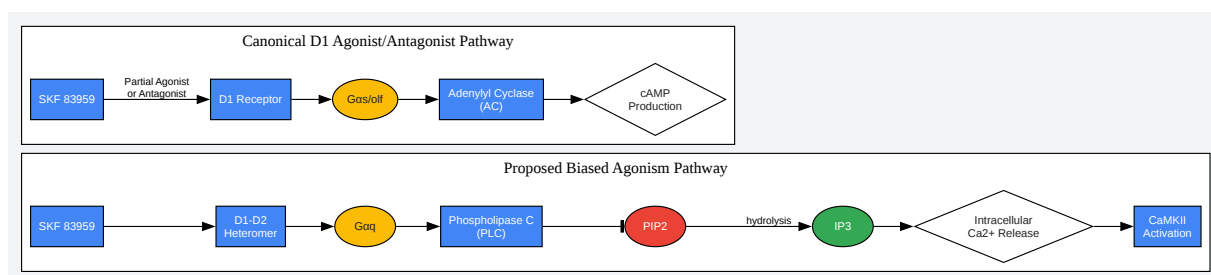 Canonical D1 Agonist/Antagonist Pathway
SKF 83959
Partial Agonist
or Antagonist
D1 Receptor
Gαs/olf
Adenylyl Cyclase
(AC)
cAMP
Production
Proposed Biased Agonism Pathway
SKF 83959
D1-D2
Heteromer
Gαq
Phospholipase C
(PLC)
PIP2
hydrolysis
IP3
Intracellular
Ca2+ Release
CaMKII
Activation